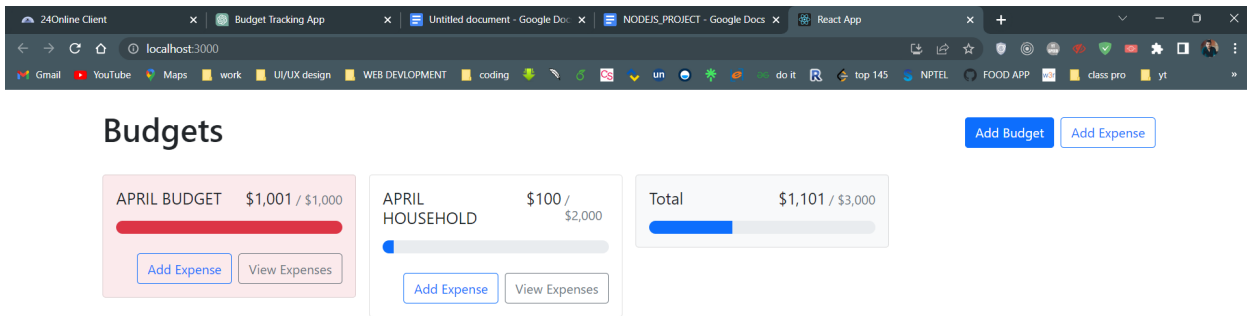 24Online Client
Budget Tracking App
Untitled document - Google Doc
NODEJS_PROJECT - Google Docs
React App
localhost:3000
Gmail YouTube Maps work UI/UX design WEB DEVLOPMENT coding CS un do it R top 145 NPTEL FOOD APP w3r class pro yt »
Budgets
Add Budget Add Expense
APRIL BUDGET $1,001 / $1,000
Add Expense View Expenses
APRIL $100 /
HOUSEHOLD $2,000
Add Expense View Expenses
Total $1,101 / $3,000